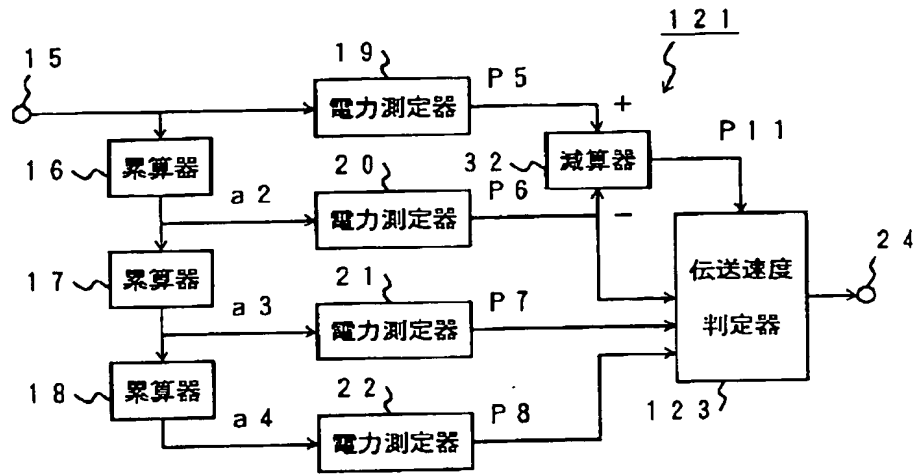 121
15
19
P5
電力測定器
+
P11
16
累算器
20
32
減算器
a2
P6
電力測定器
−
24
17
累算器
21
伝送速度
判定器
a3
P7
電力測定器
18
累算器
22
123
a4
P8
電力測定器